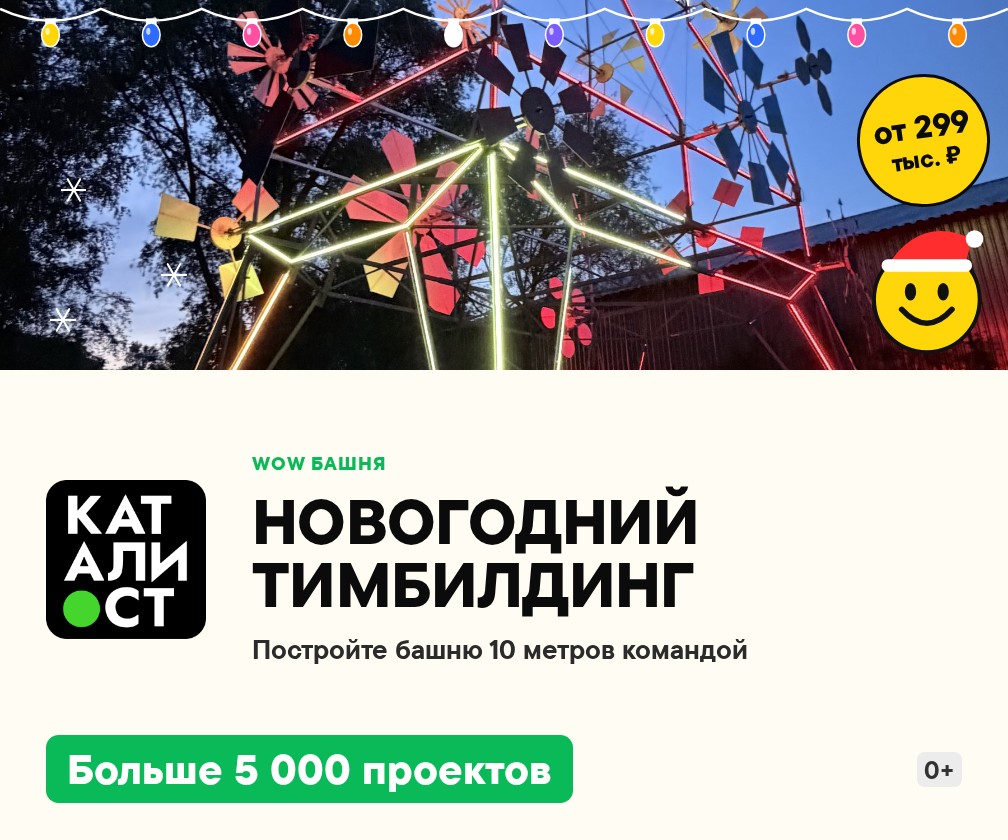 от 299
тыс. ₽
WOW БАШНЯ
КАТ
АЛИ
СТ
НОВОГОДНИЙ
ТИМБИЛДИНГ
Постройте башню 10 метров командой
Больше 5 000 проектов
0+